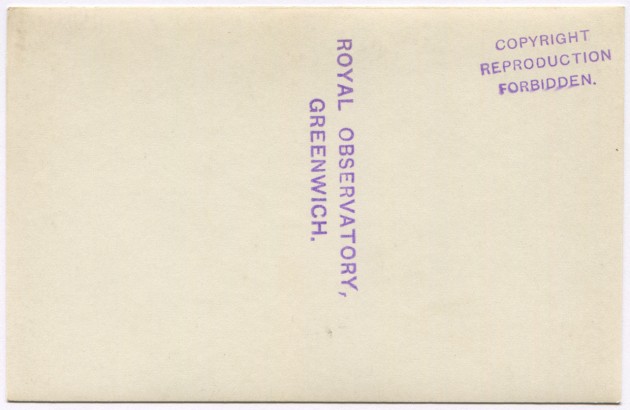 COPYRIGHT
REPRODUCTION
FORBIDDEN.
ROYAL OBSERVATORY,
GREENWICH.